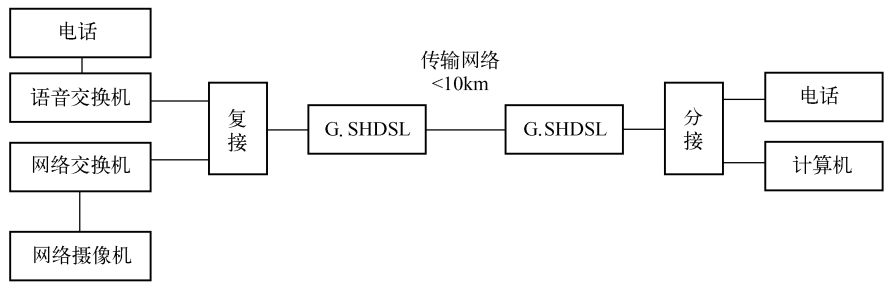 电话
语音交换机
网络交换机
网络摄像机
复
接
G. SHDSL
传输网络
<10km
G.SHDSL
分
接
电话
计算机